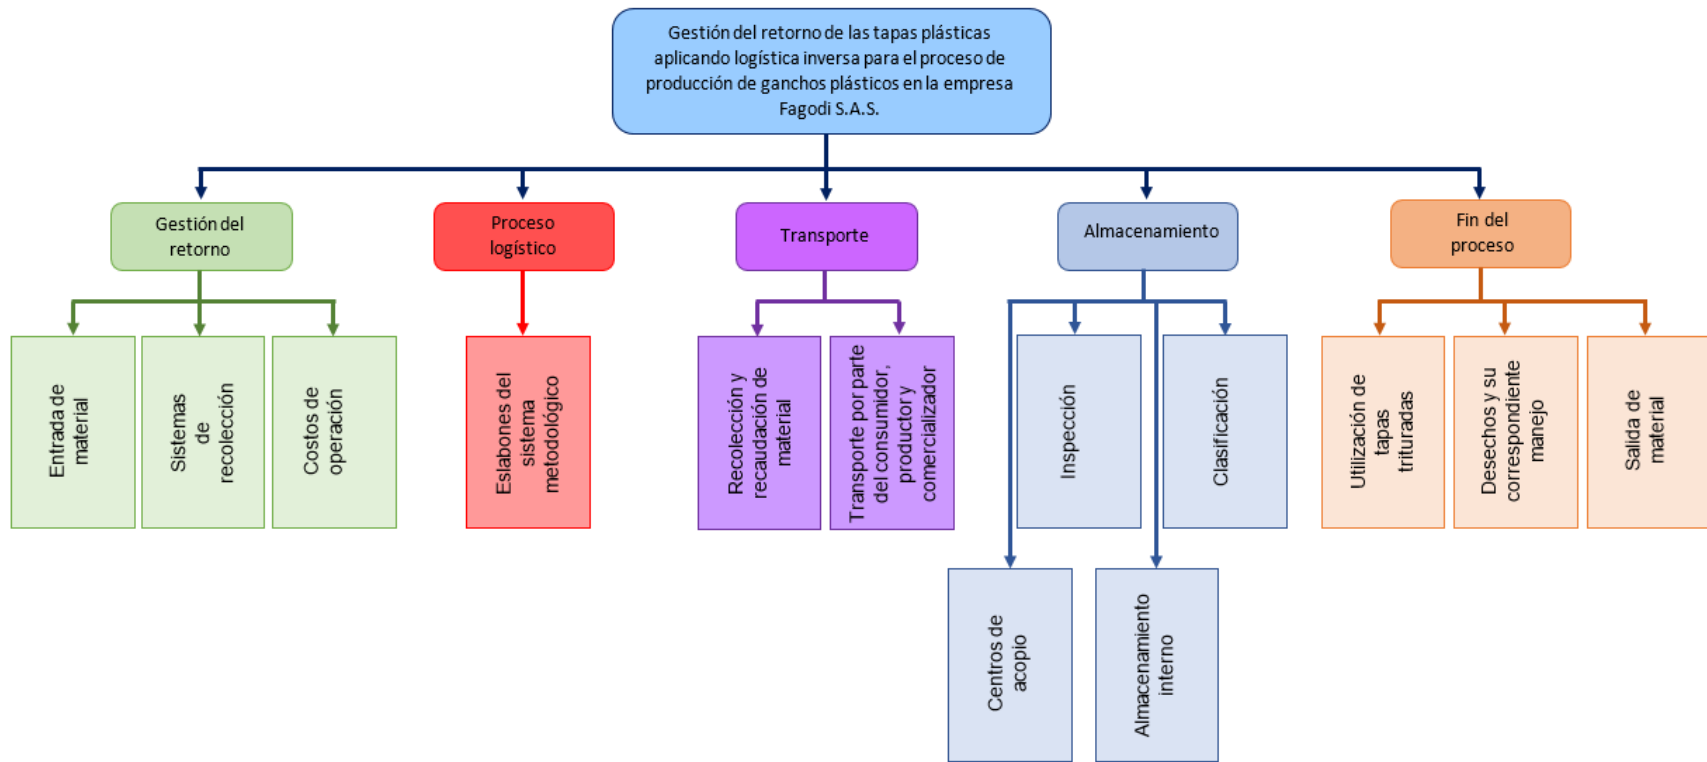 Gestión del retorno de las tapas plásticas
aplicando logística inversa para el proceso de
producción de ganchos plásticos en la empresa
Fagodi S.A.S.
Gestión del
retorno
Proceso
logístico
Transporte
Almacenamiento
Fin del
proceso
Entrada de
material
Sistemas
de
recolección
Costos de
operación
Eslabones del
sistema
metodológico
Recolección y
recaudación de
material
Transporte por parte
del consumidor,
productor y
comercializador
Inspección
Clasificación
Centros de
acopio
Almacenamiento
interno
Utilización de
tapas
trituradas
Desechos y su
correspondiente
manejo
Salida de
material